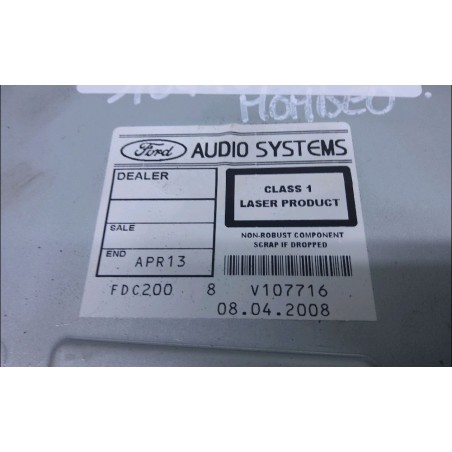 Ford AUDIO SYSTEMS
DEALER
CLASS 1
LASER PRODUCT
SALE
NON-ROBUST COMPONENT
SCRAP IF DROPPED
END APR13
FDC200 8 V107716
08.04.2008